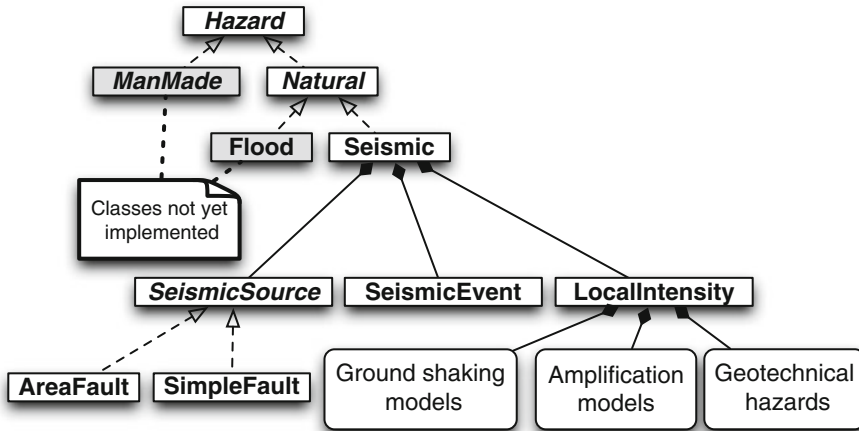 Hazard
ManMade
Natural
Flood
Seismic
Classes not yet
implemented
SeismicSource
SeismicEvent
LocalIntensity
AreaFault
SimpleFault
Ground shaking
models
Amplification
models
Geotechnical
hazards